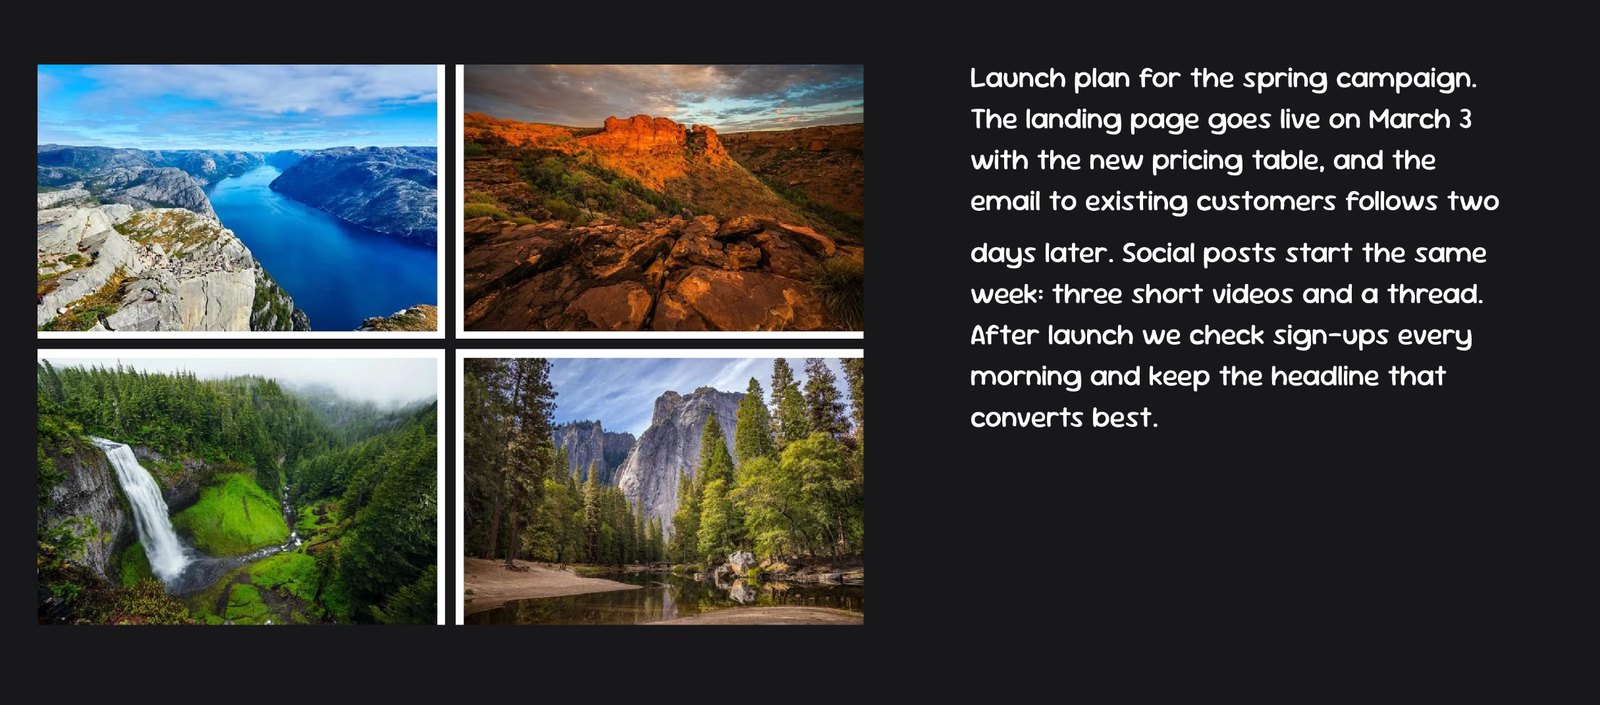 Launch plan for the spring campaign.
The landing page goes live on March 3
with the new pricing table, and the
email to existing customers follows two
days later. Social posts start the same
week: three short videos and a thread.
After launch we check sign-ups every
morning and keep the headline that
converts best.